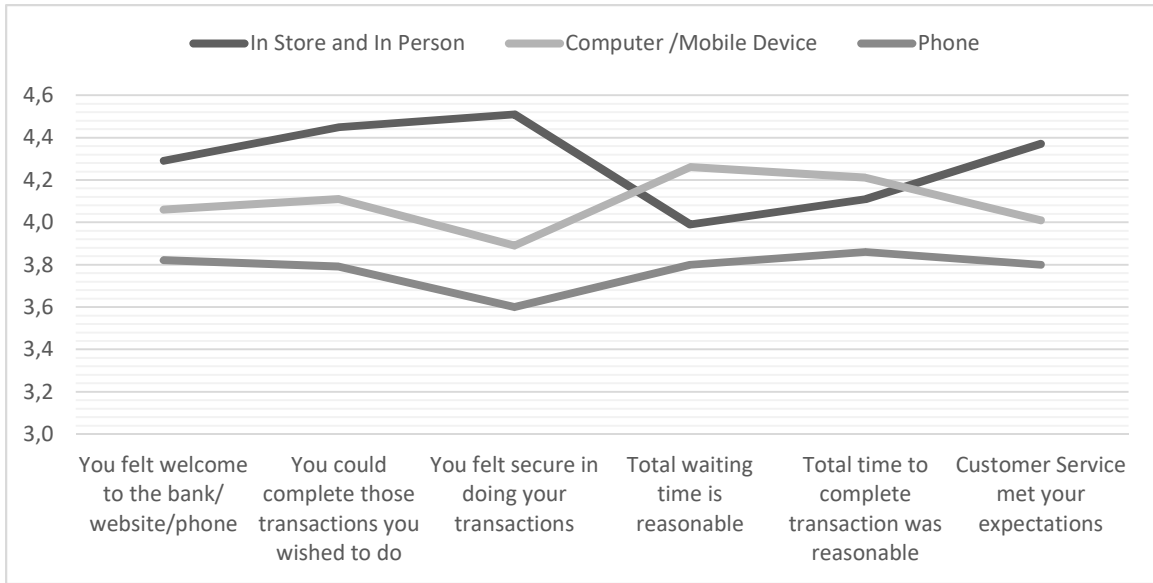 In Store and In Person Computer /Mobile Device Phone
4,6
4,4
4,2
4,0
3,8
3,6
3,4
3,2
3,0
You felt welcome
to the bank/
website/phone
You could
complete those
transactions you
wished to do
You felt secure in
doing your
transactions
Total waiting
time is
reasonable
Total time to
complete
transaction was
reasonable
Customer Service
met your
expectations